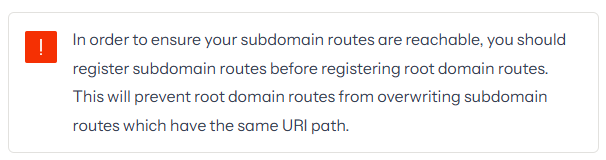 !
In order to ensure your subdomain routes are reachable, you should
register subdomain routes before registering root domain routes.
This will prevent root domain routes from overwriting subdomain
routes which have the same URI path.